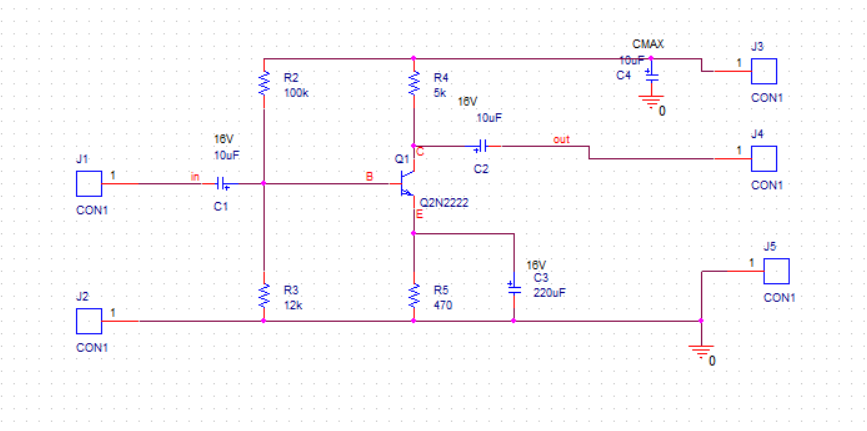 CMAX
J3
10uF
1
C4
R2
100k
R4
5k
0
CON1
16V
10uF
J4
16V
10uF
out
1
C
J1
Q1
C2
1
in
B
CON1
CON1
C1
Q2N2222
E
J5
1
16V
C3
220uF
J2
R3
12k
R5
470
CON1
1
CON1
0